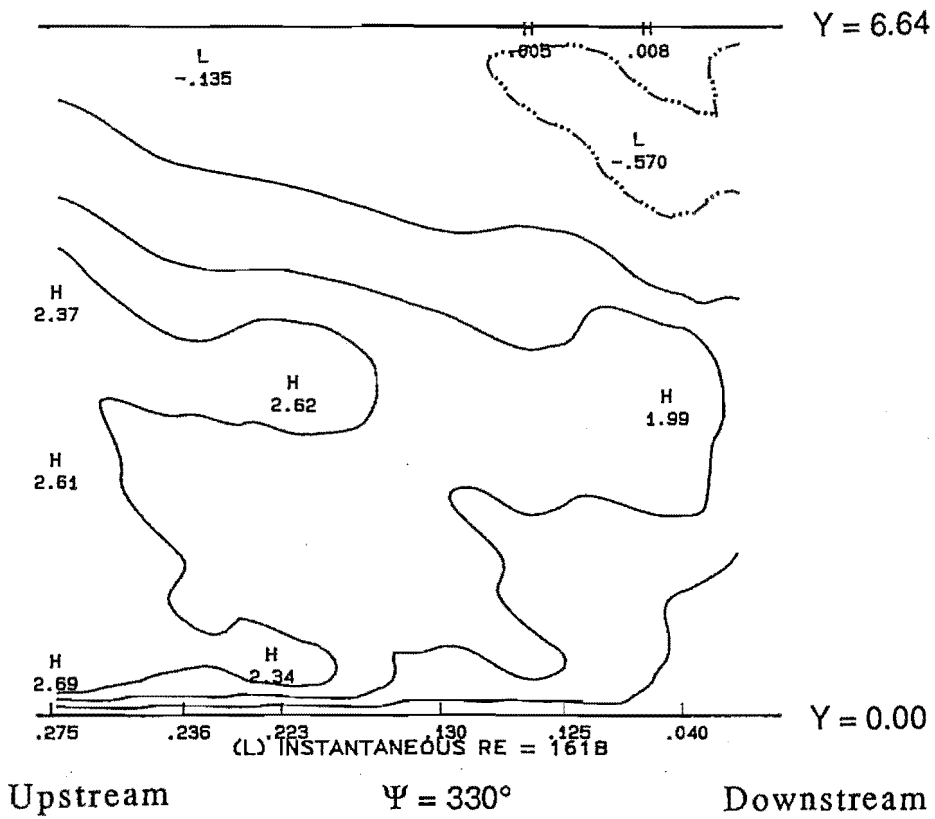 Y = 6.64
.005 .008
L
-.135
L
-.570
H
2.37
H
2.62
H
1.99
H
2.61
H
2.34
H
2.69
Y = 0.00
.275 .236 .223 .130 .125 .040
(L) INSTANTANEOUS RE = 1618
Upstream Ψ = 330° Downstream